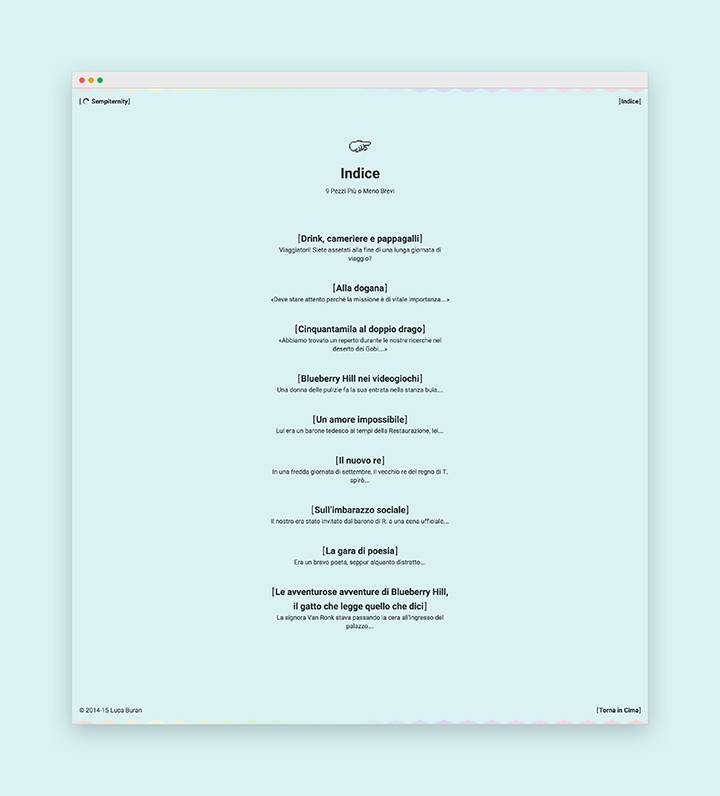 [ Sempiternity]
]Indice[
Indice
9 Pezzi Più o Meno Brevi
[Drink, cameriere e pappagalli]
Viaggiatori! Siete assetati alla fine di una lunga giornata di
viaggio?
[Alla dogana]
«Deve stare attento perché la missione è di vitale importanza...»
[Cinquantamila al doppio drago]
«Abbiamo trovato un reperto durante le nostre ricerche nel
deserto dei Gobi...»
[Blueberry Hill nei videogiochi]
Una donna delle pulizie fa la sua entrata nella stanza buia...
[Un amore impossibile]
Lui era un barone tedesco ai tempi della Restaurazione, lei...
[Il nuovo re]
In una fredda giornata di settembre, il vecchio re del regno di T.
spirò...
[Sull'imbarazzo sociale]
Il nostro era stato invitato dal barone di R. a una cena ufficiale...
[La gara di poesia]
Era un bravo poeta, seppur alquanto distratto...
[Le avventurose avventure di Blueberry Hill,
il gatto che legge quello che dici]
La signora Van Ronk stava passando la cera all'ingresso del
palazzo...
© 2014-15 Luca Buran
[Torna in Cima]